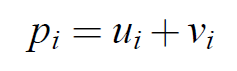 pᵢ = uᵢ + vᵢ